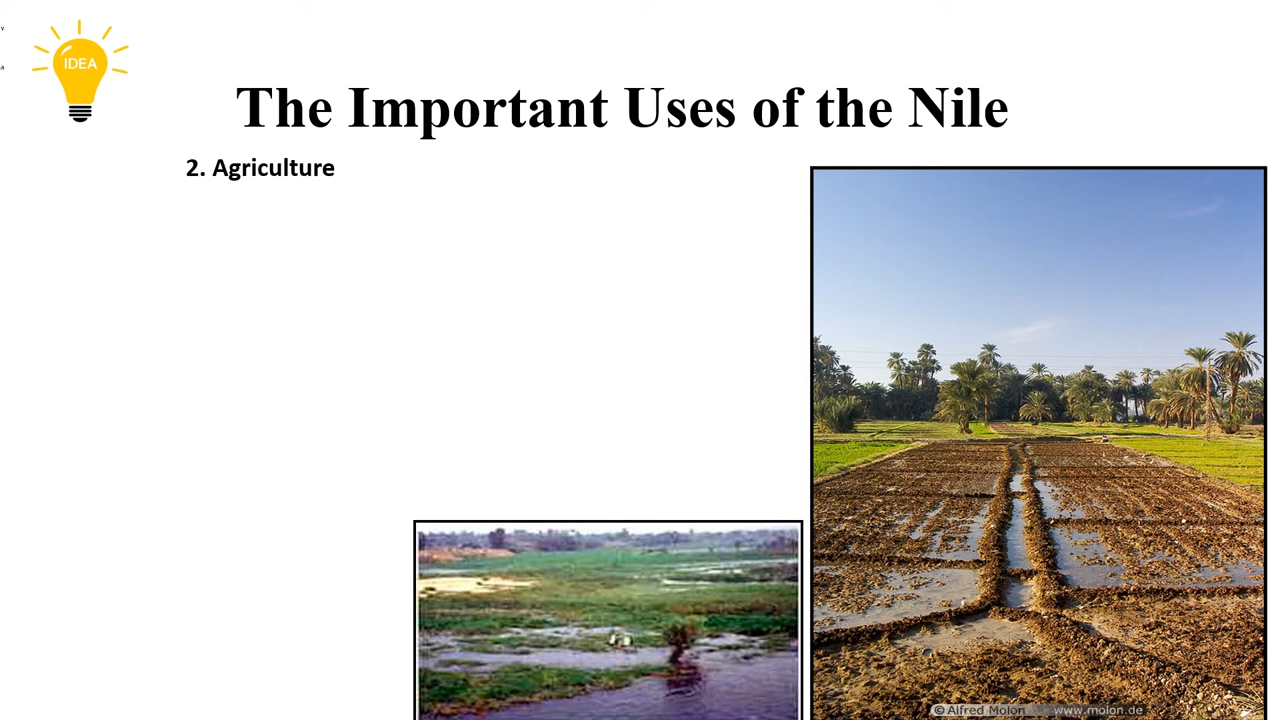 IDEA
The Important Uses of the Nile
2. Agriculture
© Alfred Molon www.molon.de